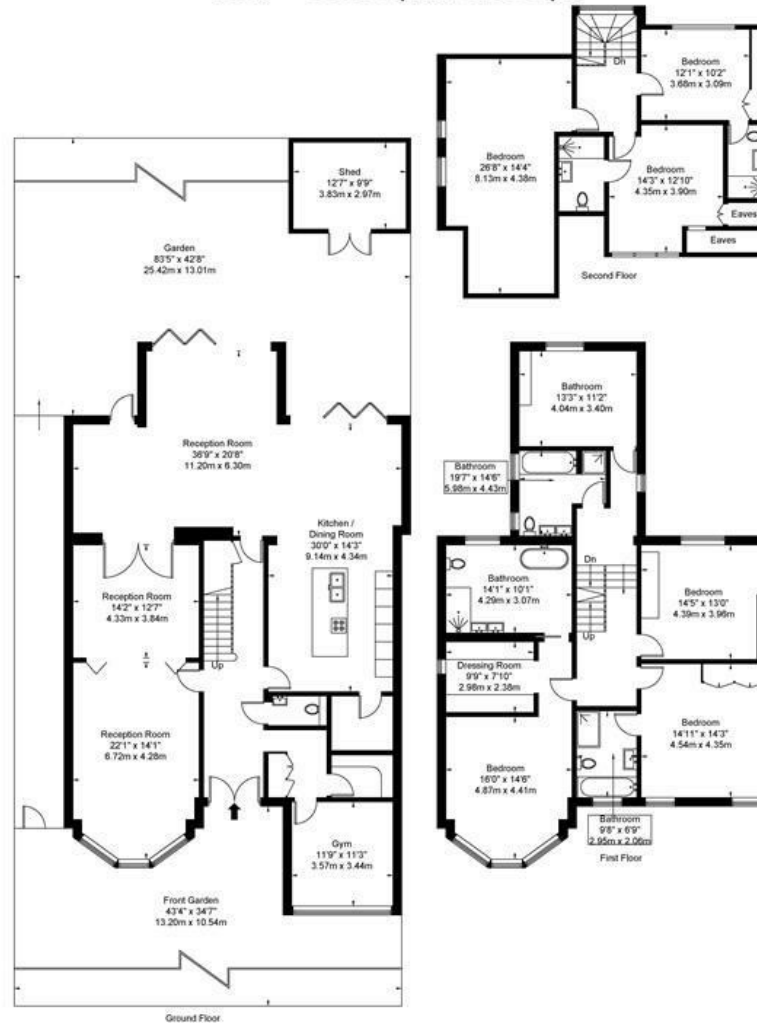 Dn
Bedroom
12'1" x 10'2"
3.68m x 3.09m
Bedroom
26'8" x 14'4"
8.13m x 4.38m
Bedroom
14'3" x 12'10"
4.35m x 3.90m
Eaves
Eaves
Second Floor
Shed
12'7" x 9'9"
3.83m x 2.97m
Garden
83'5" x 42'8"
25.42m x 13.01m
Reception Room
36'9" x 20'8"
11.20m x 6.30m
Kitchen /
Dining Room
30'0" x 14'3"
9.14m x 4.34m
Reception Room
14'2" x 12'7"
4.33m x 3.84m
Up
Reception Room
22'1" x 14'1"
6.72m x 4.28m
Gym
11'9" x 11'3"
3.57m x 3.44m
Front Garden
43'4" x 34'7"
13.20m x 10.54m
Ground Floor
Bathroom
13'3" x 11'2"
4.04m x 3.40m
Bathroom
19'7" x 14'6"
5.98m x 4.43m
Bathroom
14'1" x 10'1"
4.29m x 3.07m
Dn
Up
Bedroom
14'5" x 13'0"
4.39m x 3.96m
Dressing Room
9'9" x 7'10"
2.98m x 2.38m
Bedroom
14'11" x 14'3"
4.54m x 4.35m
Bedroom
16'0" x 14'6"
4.87m x 4.41m
Bathroom
9'8" x 6'9"
2.95m x 2.06m
First Floor